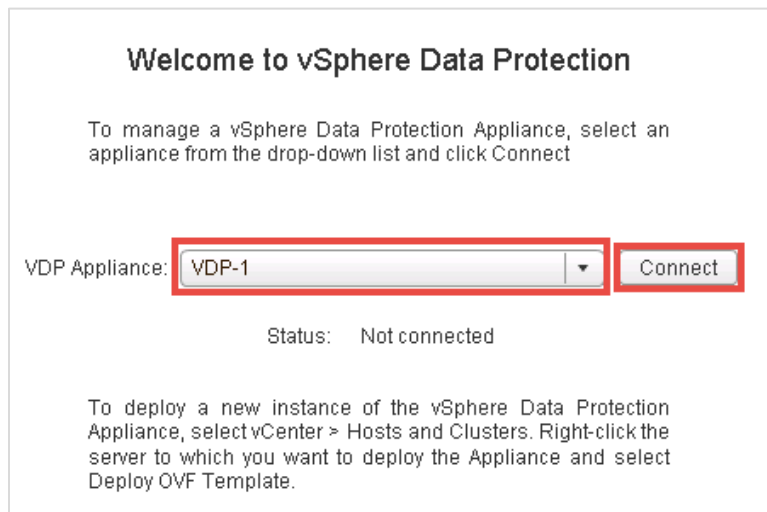 Welcome to vSphere Data Protection
To manage a vSphere Data Protection Appliance, select an
appliance from the drop-down list and click Connect
VDP Appliance: VDP-1 Connect
Status: Not connected
To deploy a new instance of the vSphere Data Protection
Appliance, select vCenter > Hosts and Clusters. Right-click the
server to which you want to deploy the Appliance and select
Deploy OVF Template.